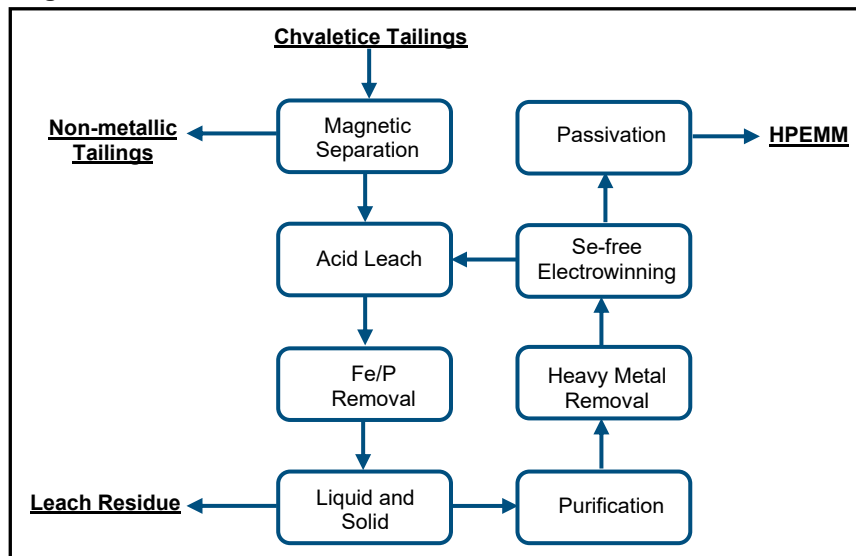 Chvaletice Tailings
Non-metallic
Tailings
Magnetic
Separation
Passivation
HPEMM
Acid Leach
Se-free
Electrowinning
Fe/P
Removal
Heavy Metal
Removal
Leach Residue
Liquid and
Solid
Purification